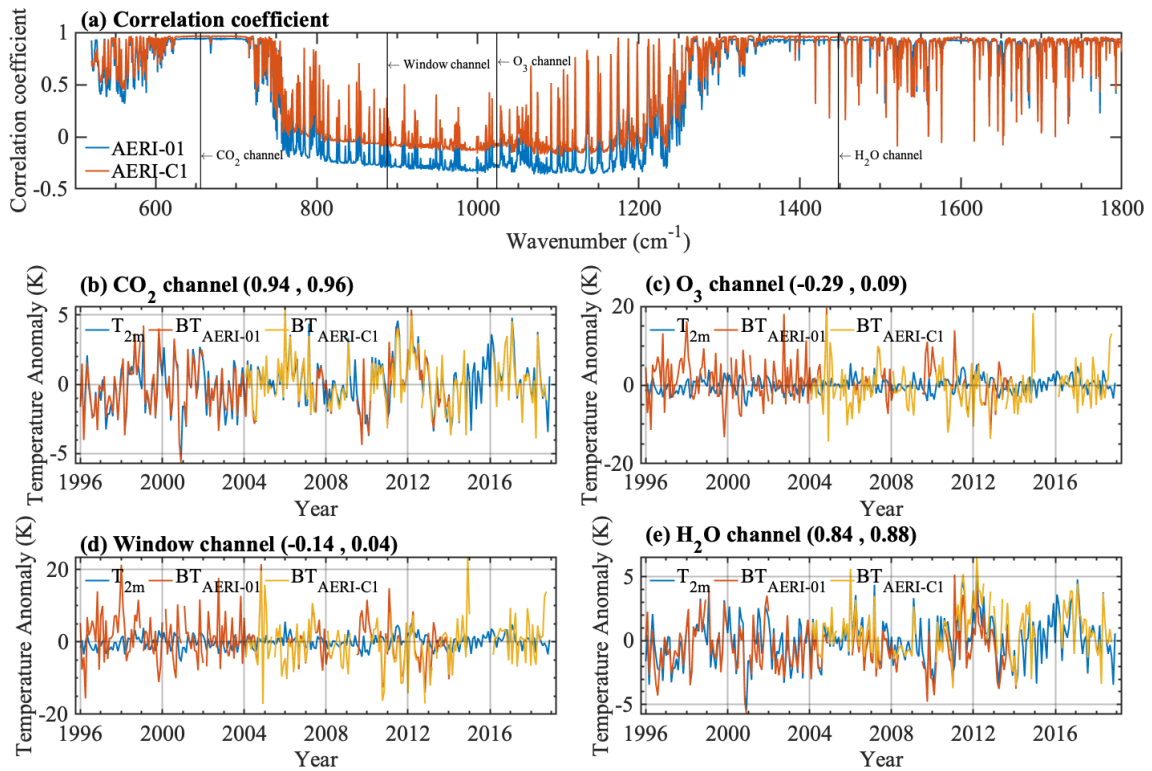 (a) Correlation coefficient
Correlation coefficient
1
0.5
0
-0.5
← Window channel
← O3 channel
AERI-01
AERI-C1
← CO2 channel
← H2O channel
600
800
1000
1200
1400
1600
1800
Wavenumber (cm-1)
(b) CO2 channel (0.94 , 0.96)
Temperature Anomaly (K)
5
0
-5
T2m
BTAERI-01
BTAERI-C1
1996
2000
2004
2008
2012
2016
Year
(c) O3 channel (-0.29 , 0.09)
Temperature Anomaly (K)
20
0
-20
T2m
BTAERI-01
BTAERI-C1
1996
2000
2004
2008
2012
2016
Year
(d) Window channel (-0.14 , 0.04)
Temperature Anomaly (K)
20
0
-20
T2m
BTAERI-01
BTAERI-C1
1996
2000
2004
2008
2012
2016
Year
(e) H2O channel (0.84 , 0.88)
Temperature Anomaly (K)
5
0
-5
T2m
BTAERI-01
BTAERI-C1
1996
2000
2004
2008
2012
2016
Year